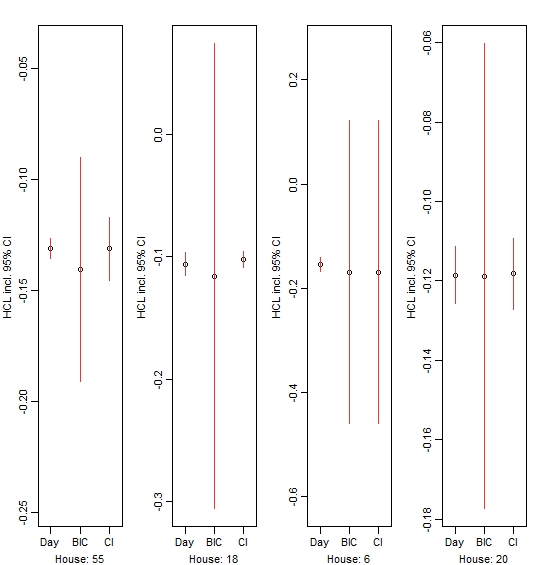 HCL incl. 95% CI
-0.05
-0.10
-0.15
-0.20
-0.25
Day BIC CI
House: 55
HCL incl. 95% CI
0.0
-0.1
-0.2
-0.3
Day BIC CI
House: 18
HCL incl. 95% CI
0.2
0.0
-0.2
-0.4
-0.6
Day BIC CI
House: 6
HCL incl. 95% CI
-0.06
-0.08
-0.10
-0.12
-0.14
-0.16
-0.18
Day BIC CI
House: 20